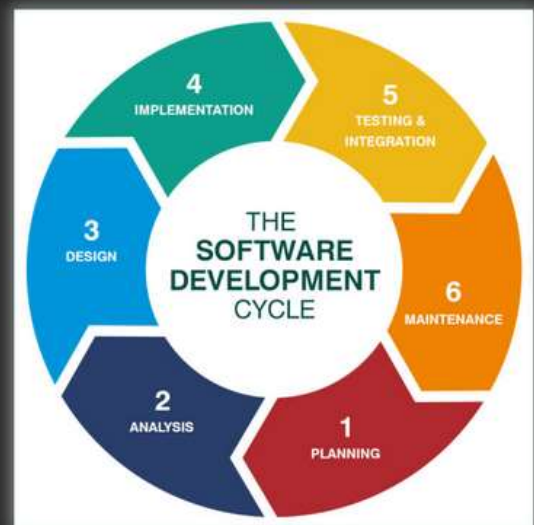 THE
SOFTWARE
DEVELOPMENT
CYCLE
1
PLANNING
2
ANALYSIS
3
DESIGN
4
IMPLEMENTATION
5
TESTING &
INTEGRATION
6
MAINTENANCE